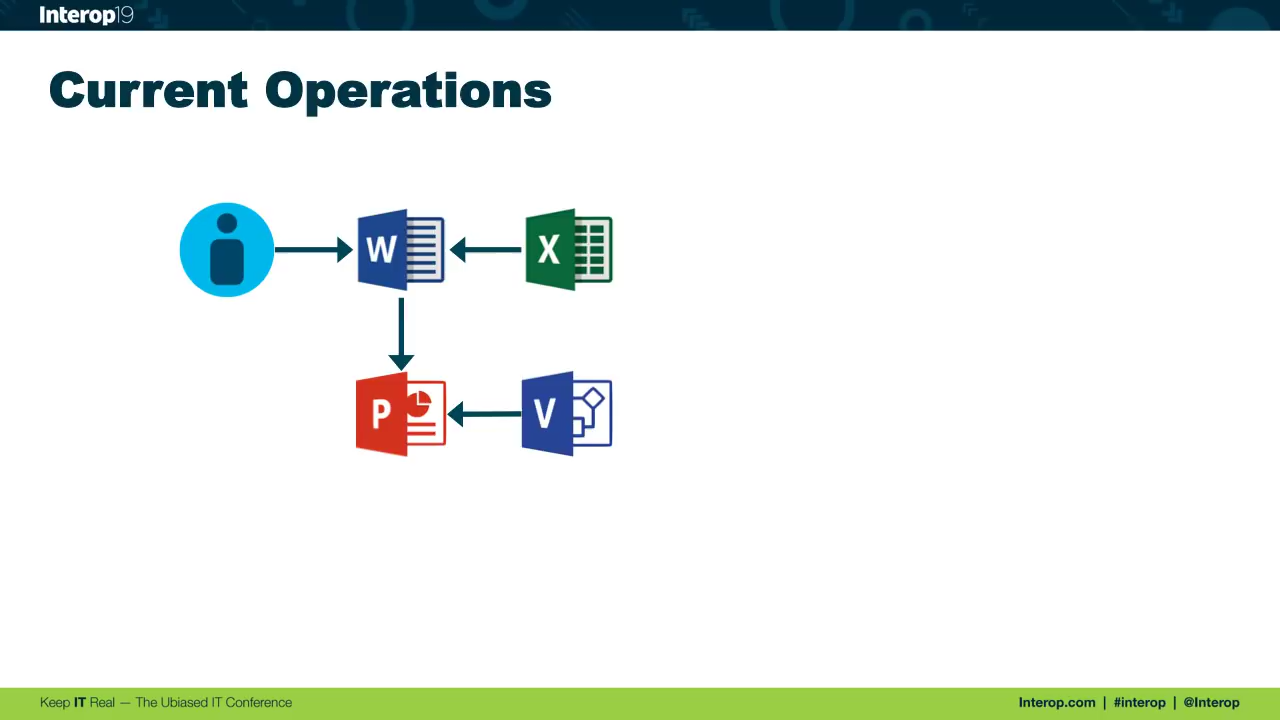 Interop19
Current Operations
W
X
P
V
Keep IT Real — The Ubiased IT Conference
Interop.com | #interop | @Interop